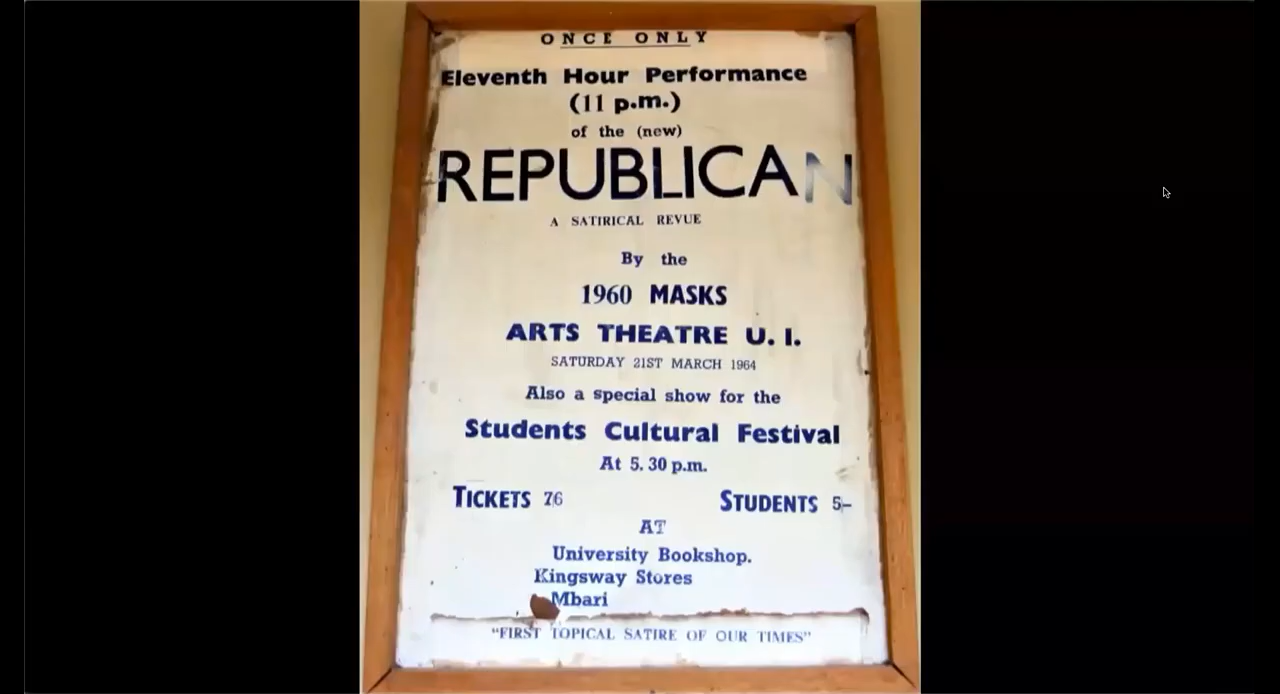 ONCE ONLY
Eleventh Hour Performance
(11 p.m.)
of the (new)
REPUBLICAN
A SATIRICAL REVUE
By the
1960 MASKS
ARTS THEATRE U. I.
SATURDAY 21ST MARCH 1964
Also a special show for the
Students Cultural Festival
At 5. 30 p.m.
TICKETS 7/6 STUDENTS 5/-
AT
University Bookshop.
Kingsway Stores
Mbari
"FIRST TOPICAL SATIRE OF OUR TIMES"